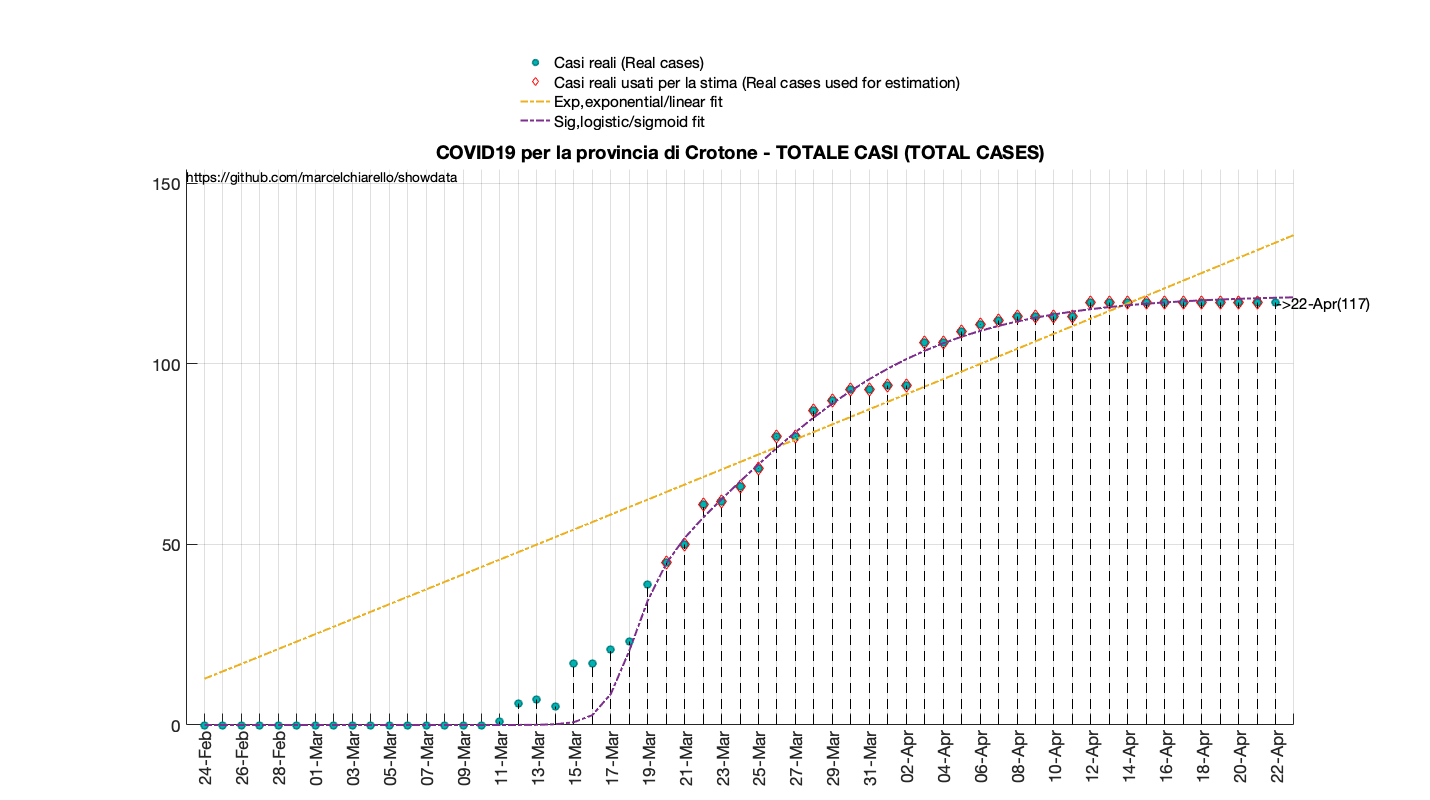 Casi reali (Real cases)
Casi reali usati per la stima (Real cases used for estimation)
Exp,exponential/linear fit
Sig,logistic/sigmoid fit
COVID19 per la provincia di Crotone - TOTALE CASI (TOTAL CASES)
https://github.com/marcelchiarello/showdata
150
100
50
0
->22-Apr(117)
24-Feb
26-Feb
28-Feb
01-Mar
03-Mar
05-Mar
07-Mar
09-Mar
11-Mar
13-Mar
15-Mar
17-Mar
19-Mar
21-Mar
23-Mar
25-Mar
27-Mar
29-Mar
31-Mar
02-Apr
04-Apr
06-Apr
08-Apr
10-Apr
12-Apr
14-Apr
16-Apr
18-Apr
20-Apr
22-Apr